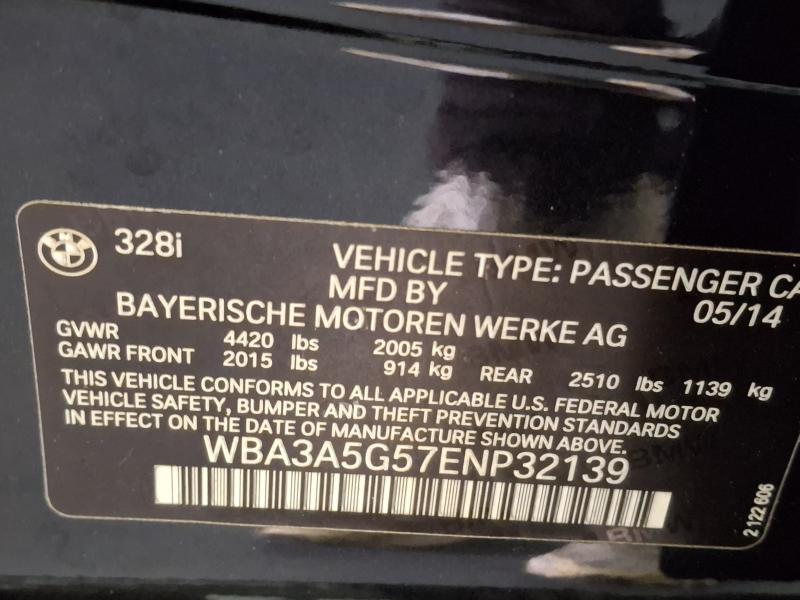 328i
VEHICLE TYPE: PASSENGER CA
MFD BY
05/14
BAYERISCHE MOTOREN WERKE AG
GVWR 4420 lbs 2005 kg
GAWR FRONT 2015 lbs 914 kg REAR 2510 lbs 1139 kg
THIS VEHICLE CONFORMS TO ALL APPLICABLE U.S. FEDERAL MOTOR
VEHICLE SAFETY, BUMPER AND THEFT PREVENTION STANDARDS
IN EFFECT ON THE DATE OF MANUFACTURE SHOWN ABOVE.
WBA3A5G57ENP32139
2 122 606